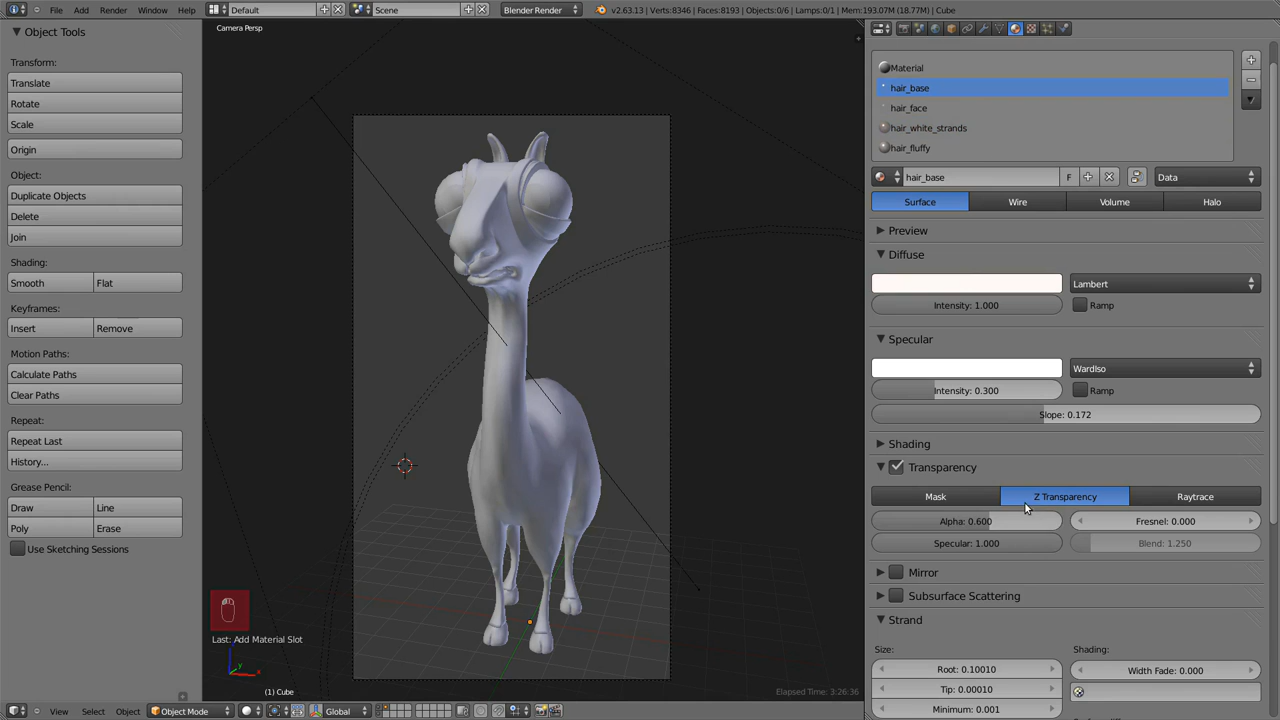 File Add Render Window Help Default Scene Blender Render v2.63.13 | Verts:8346 | Faces:8193 | Objects:0/6 | Lamps:0/1 | Mem:193.07M (18.77M) | Cube
Object Tools
Transform:
Translate
Rotate
Scale
Origin
Object:
Duplicate Objects
Delete
Join
Shading:
Smooth Flat
Keyframes:
Insert Remove
Motion Paths:
Calculate Paths
Clear Paths
Repeat:
Repeat Last
History...
Grease Pencil:
Draw Line
Poly Erase
Use Sketching Sessions
Camera Persp
Last: Add Material Slot
z
y
x
(1) Cube
Elapsed Time: 3:26:36
View Select Object Object Mode Global
Material
hair_base
hair_face
hair_white_strands
hair_fluffy
hair_base F Data
Surface Wire Volume Halo
Preview
Diffuse
Lambert
Intensity: 1.000 Ramp
Specular
WardIso
Intensity: 0.300 Ramp
Slope: 0.172
Shading
Transparency
Mask Z Transparency Raytrace
Alpha: 0.600 Fresnel: 0.000
Specular: 1.000 Blend: 1.250
Mirror
Subsurface Scattering
Strand
Size: Shading:
Root: 0.10010 Width Fade: 0.000
Tip: 0.00010
Minimum: 0.001